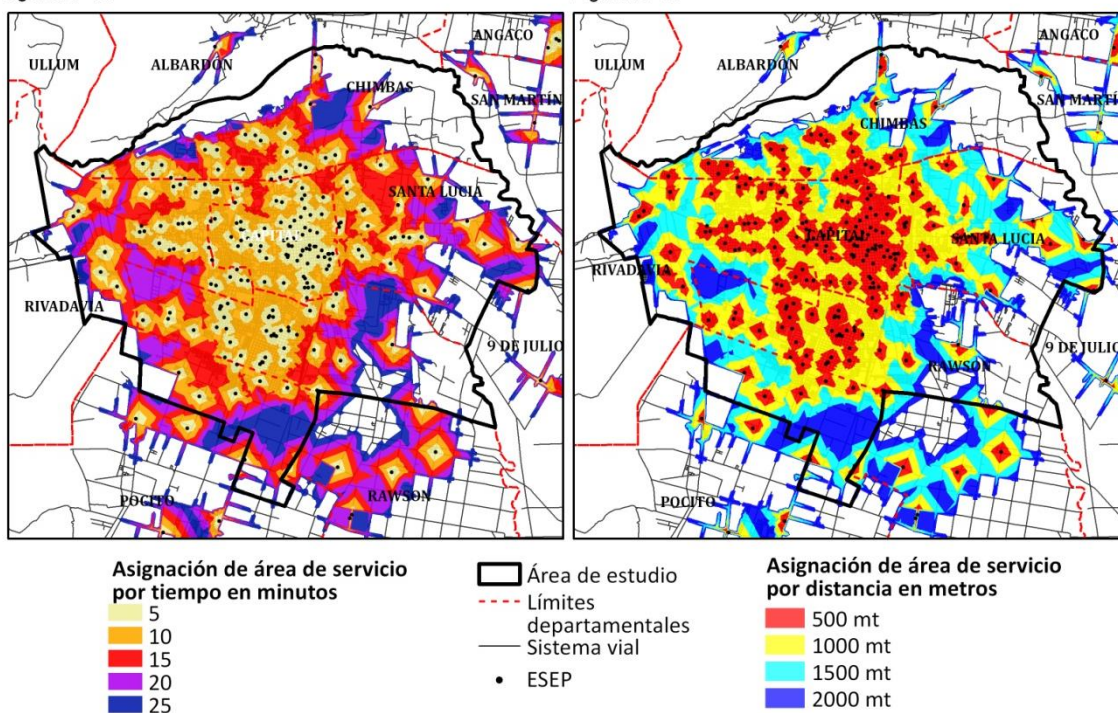 ULLUM
ALBARDÓN
ANGACO
CHIMBAS
SAN MARTÍN
SANTA LUCIA
CAPITAL
RIVADAVIA
9 DE JULIO
POCITO
RAWSON
ULLUM
ALBARDÓN
ANGACO
SAN MARTÍN
CHIMBAS
CAPITAL
SANTA LUCIA
RIVADAVIA
9 DE JULIO
RAWSON
POCITO
Asignación de área de servicio
por tiempo en minutos
5
10
15
20
25
Área de estudio
Límites
departamentales
Sistema vial
ESEP
Asignación de área de servicio
por distancia en metros
500 mt
1000 mt
1500 mt
2000 mt